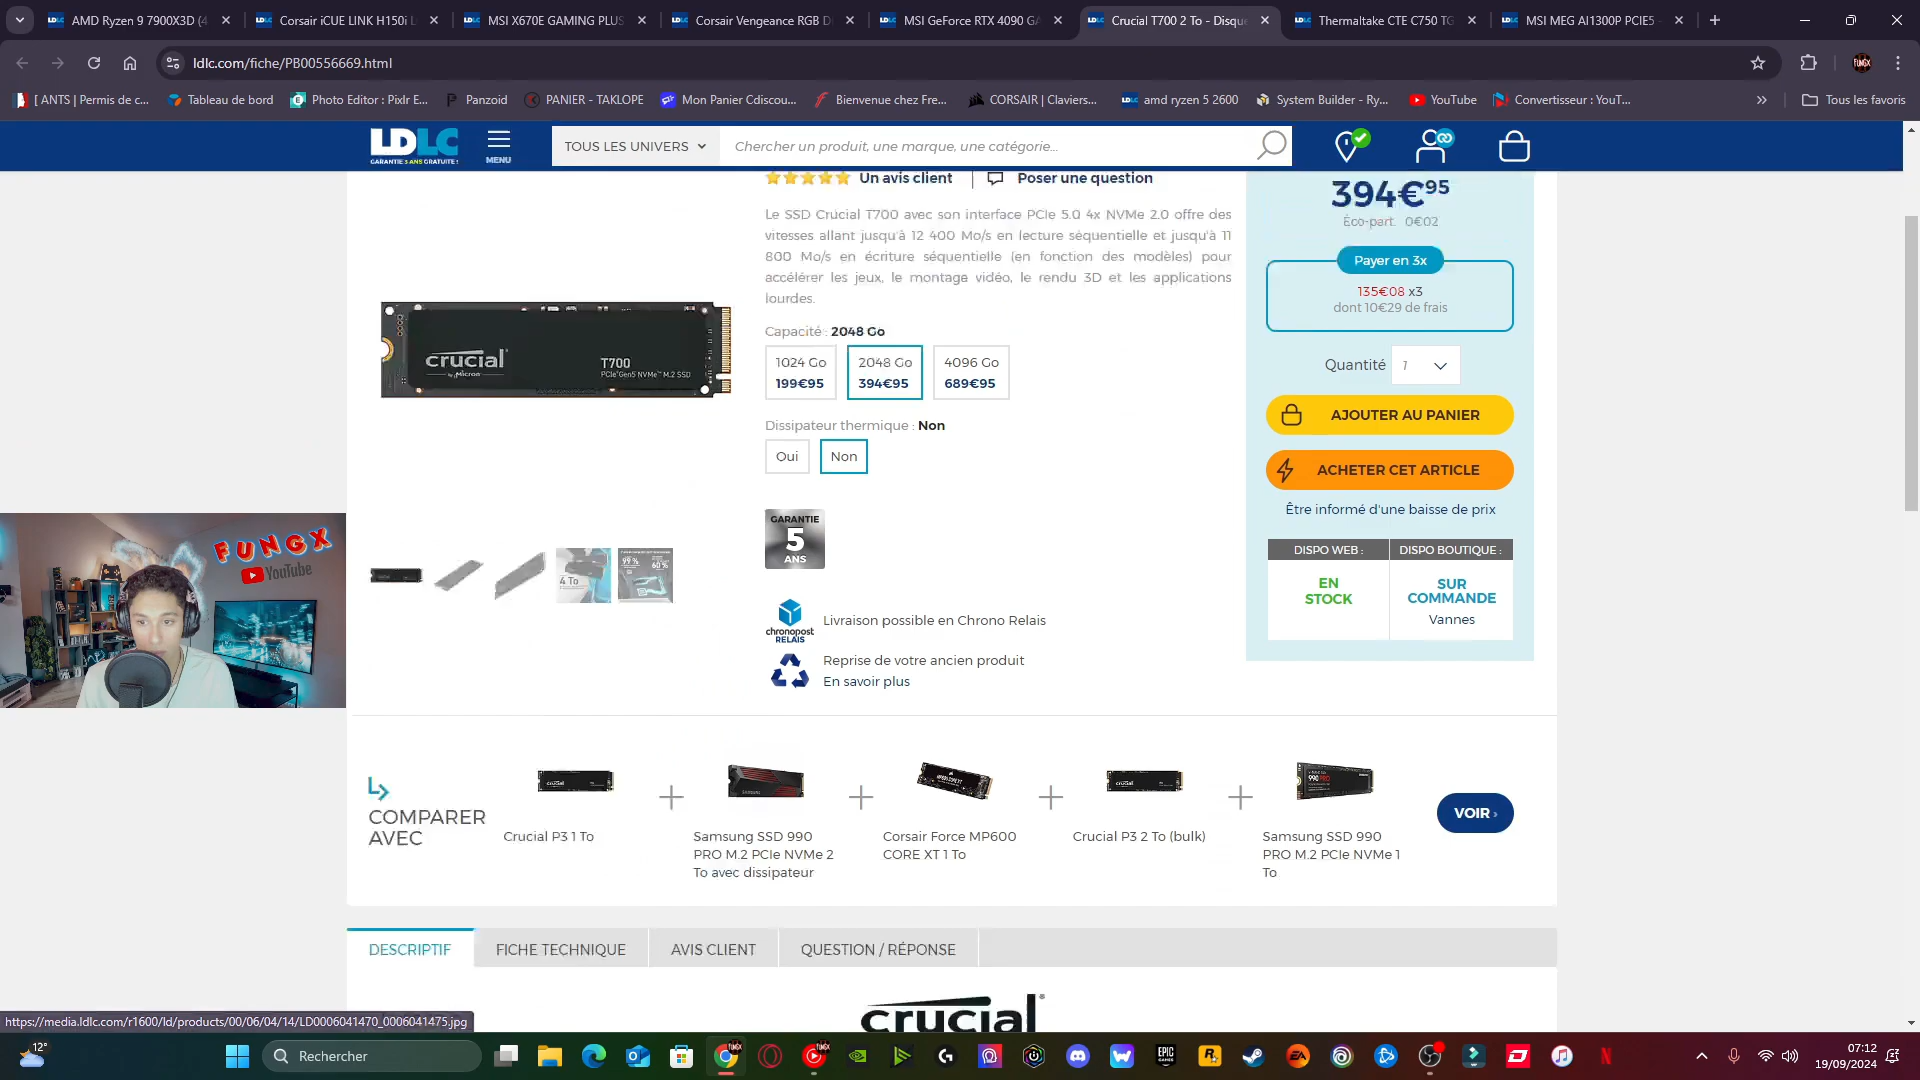 AMD Ryzen 9 7900X3D (4
Corsair iCUE LINK H150i L
MSI X670E GAMING PLUS
Corsair Vengeance RGB D
MSI GeForce RTX 4090 GA
Crucial T700 2 To - Disque
Thermaltake CTE C750 TG
MSI MEG AI1300P PCIE5 -
ldlc.com/fiche/PB00556669.html
[ ANTS | Permis de c...
Tableau de bord
Photo Editor : Pixlr E...
Panzoid
PANIER - TAKLOPE
Mon Panier Cdiscou...
Bienvenue chez Fre...
CORSAIR | Claviers...
amd ryzen 5 2600
System Builder - Ry...
YouTube
Convertisseur : YouT...
Tous les favoris
LDLC
GARANTIE 3 ANS GRATUITE !
MENU
TOUS LES UNIVERS
Chercher un produit, une marque, une catégorie...
Un avis client
Poser une question
Le SSD Crucial T700 avec son interface PCIe 5.0 4x NVMe 2.0 offre des
vitesses allant jusqu'à 12 400 Mo/s en lecture séquentielle et jusqu'à 11
800 Mo/s en écriture séquentielle (en fonction des modèles) pour
accélérer les jeux, le montage vidéo, le rendu 3D et les applications
lourdes.
Capacité : 2048 Go
1024 Go
199€95
2048 Go
394€95
4096 Go
689€95
Dissipateur thermique : Non
Oui
Non
GARANTIE
5
ANS
chronopost
RELAIS
Livraison possible en Chrono Relais
Reprise de votre ancien produit
En savoir plus
crucial
by Micron
T700
PCIe Gen5 NVMe M.2 SSD
4 To
99 %
60 %
394€95
Éco-part. 0€02
Payer en 3x
135€08 x3
dont 10€29 de frais
Quantité
1
AJOUTER AU PANIER
ACHETER CET ARTICLE
Être informé d'une baisse de prix
DISPO WEB :
DISPO BOUTIQUE :
EN
STOCK
SUR
COMMANDE
Vannes
FUNGX
YouTube
COMPARER
AVEC
Crucial P3 1 To
Samsung SSD 990
PRO M.2 PCIe NVMe 2
To avec dissipateur
Corsair Force MP600
CORE XT 1 To
Crucial P3 2 To (bulk)
Samsung SSD 990
PRO M.2 PCIe NVMe 1
To
VOIR ›
DESCRIPTIF
FICHE TECHNIQUE
AVIS CLIENT
QUESTION / RÉPONSE
crucial
https://media.ldlc.com/r1600/ld/products/00/06/04/14/LD0006041470_0006041475.jpg
12°
Rechercher
07:12
19/09/2024